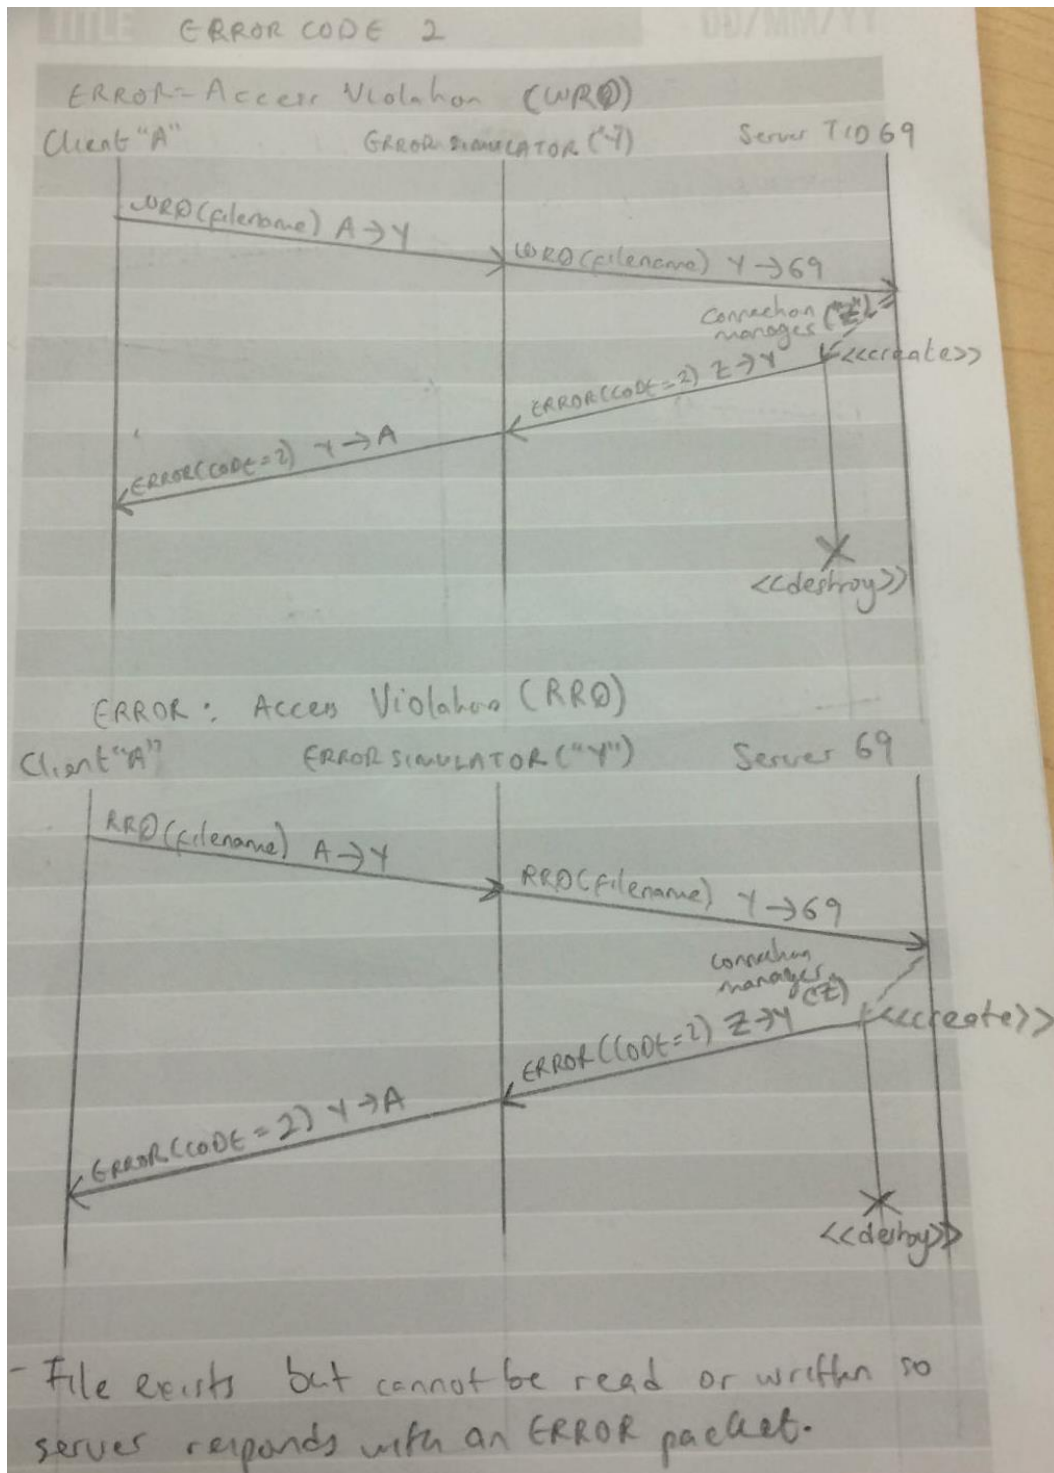 TITLE ERROR CODE 2 YY/MM/DD
ERROR - Access Violation (WRQ)
Client "A" ERROR SIMULATOR ("Y") Server TID 69
WRQ(filename) A→Y
WRQ(filename) Y→69
connection
manager ("Z")
<<create>>
ERROR(CODE=2) Z→Y
ERROR(CODE=2) Y→A
<<destroy>>
ERROR: Access Violation (RRQ)
Client "A" ERROR SIMULATOR ("Y") Server 69
RRQ(filename) A→Y
RRQ(filename) Y→69
connection
manager
(Z)
<<create>>
ERROR(CODE=2) Z→Y
ERROR(CODE=2) Y→A
<<destroy>>
- File exists but cannot be read or written so
server responds with an ERROR packet.